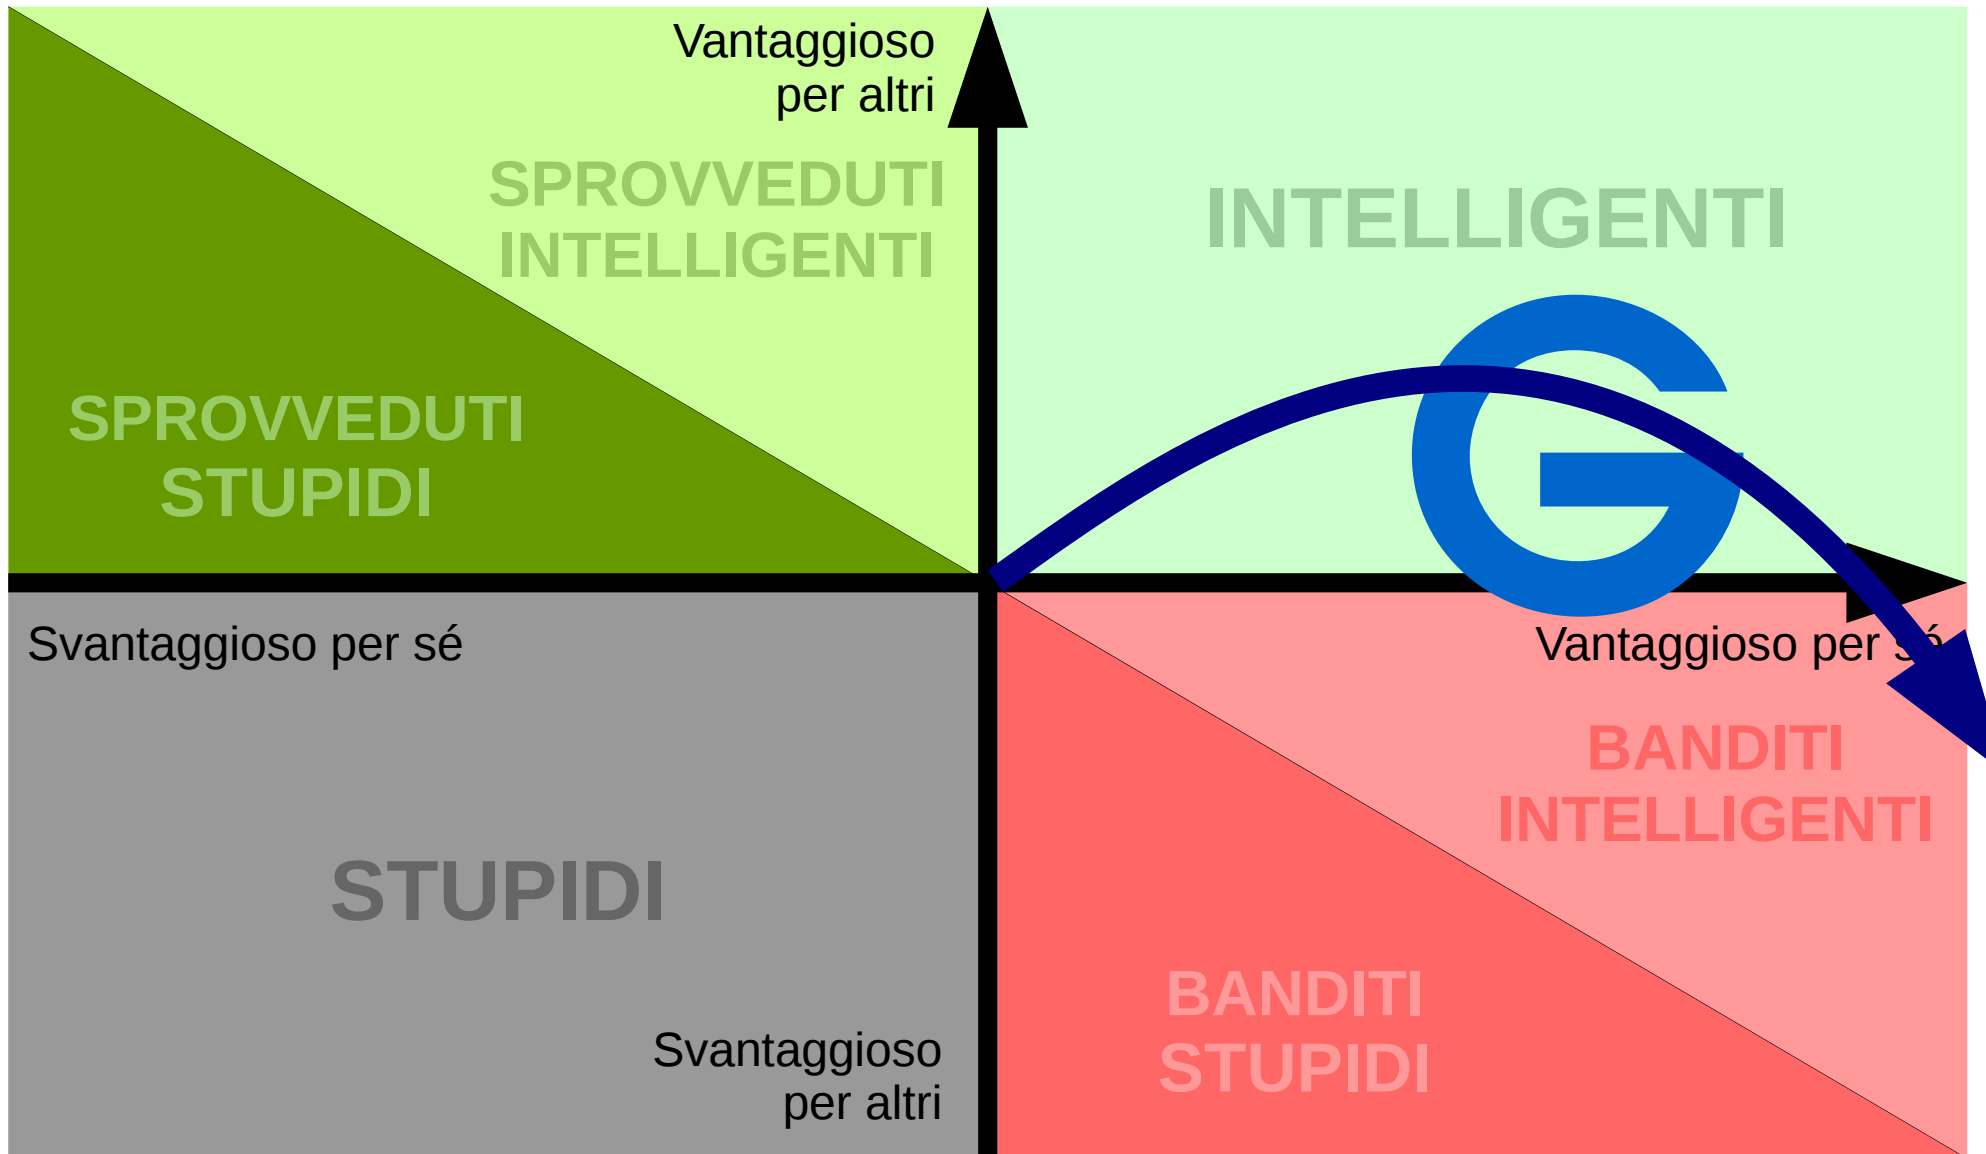 Vantaggioso
per altri
SPROVVEDUTI
INTELLIGENTI
INTELLIGENTI
G
SPROVVEDUTI
STUPIDI
Svantaggioso per sé
Vantaggioso per sé
BANDITI
INTELLIGENTI
STUPIDI
BANDITI
STUPIDI
Svantaggioso
per altri